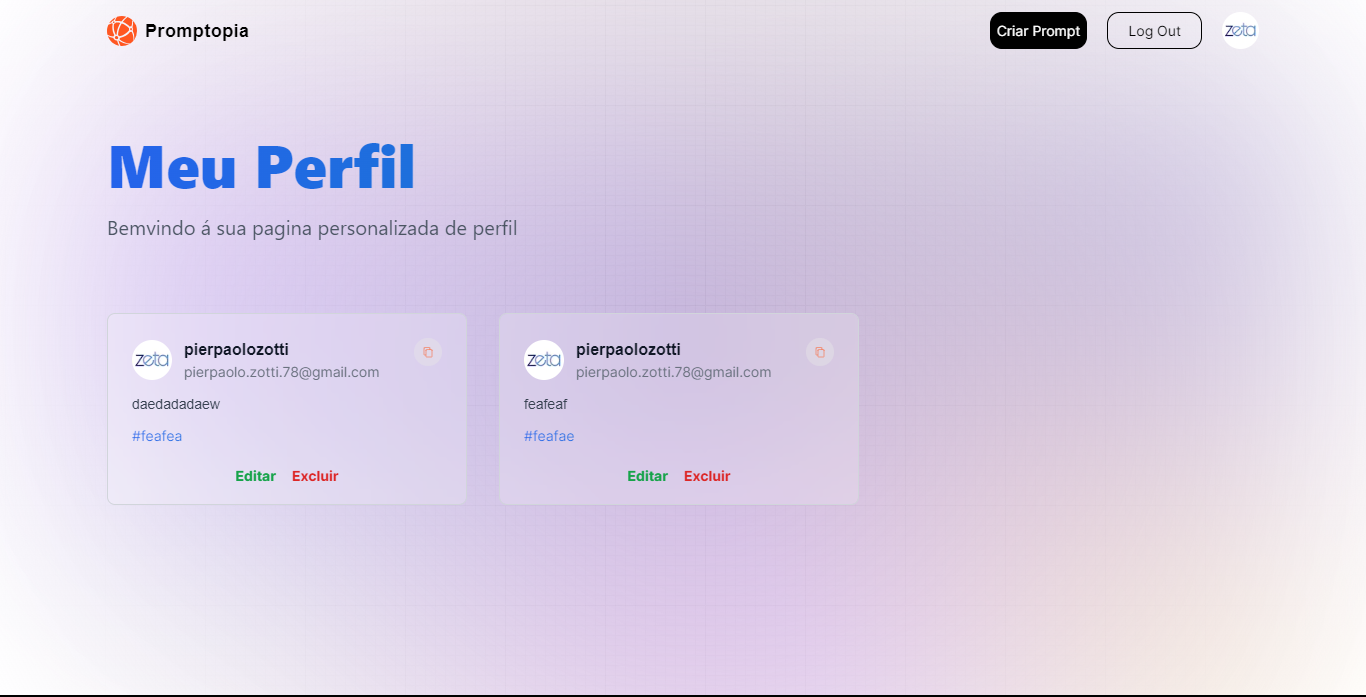 Promptopia
Criar Prompt
Log Out
zeta
Meu Perfil
Bemvindo á sua pagina personalizada de perfil
zeta
pierpaolozotti
pierpaolo.zotti.78@gmail.com
daedadadaew
#feafea
Editar Excluir
zeta
pierpaolozotti
pierpaolo.zotti.78@gmail.com
feafeaf
#feafae
Editar Excluir